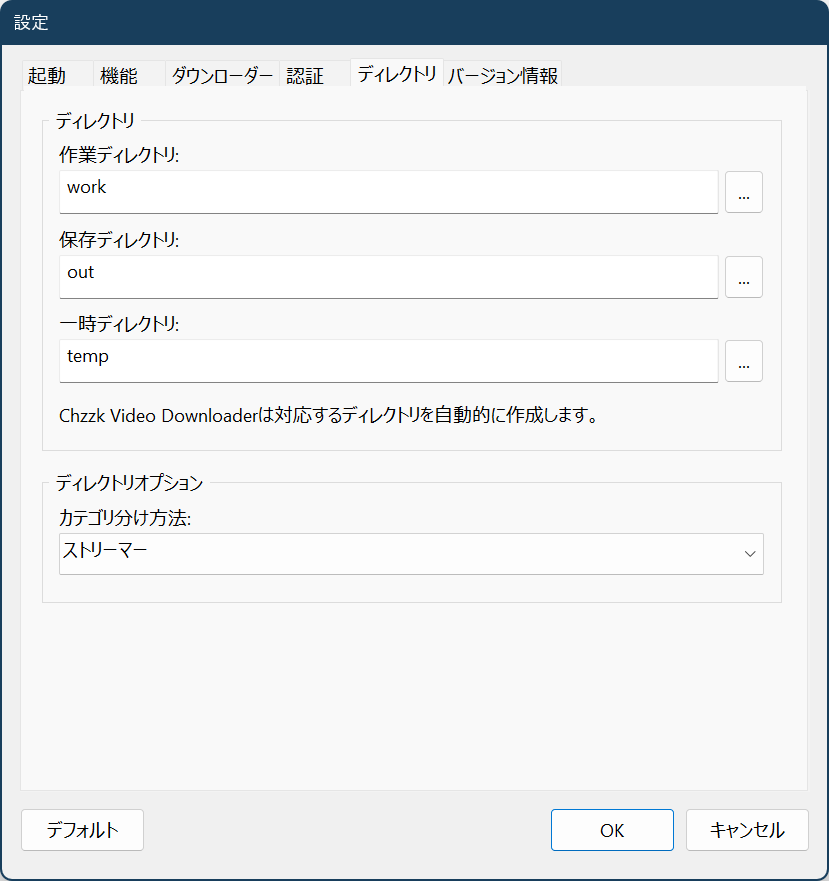 設定
起動 機能 ダウンローダー 認証 ディレクトリ バージョン情報
ディレクトリ
作業ディレクトリ:
work ...
保存ディレクトリ:
out ...
一時ディレクトリ:
temp ...
Chzzk Video Downloaderは対応するディレクトリを自動的に作成します。
ディレクトリオプション
カテゴリ分け方法:
ストリーマー
デフォルト OK キャンセル